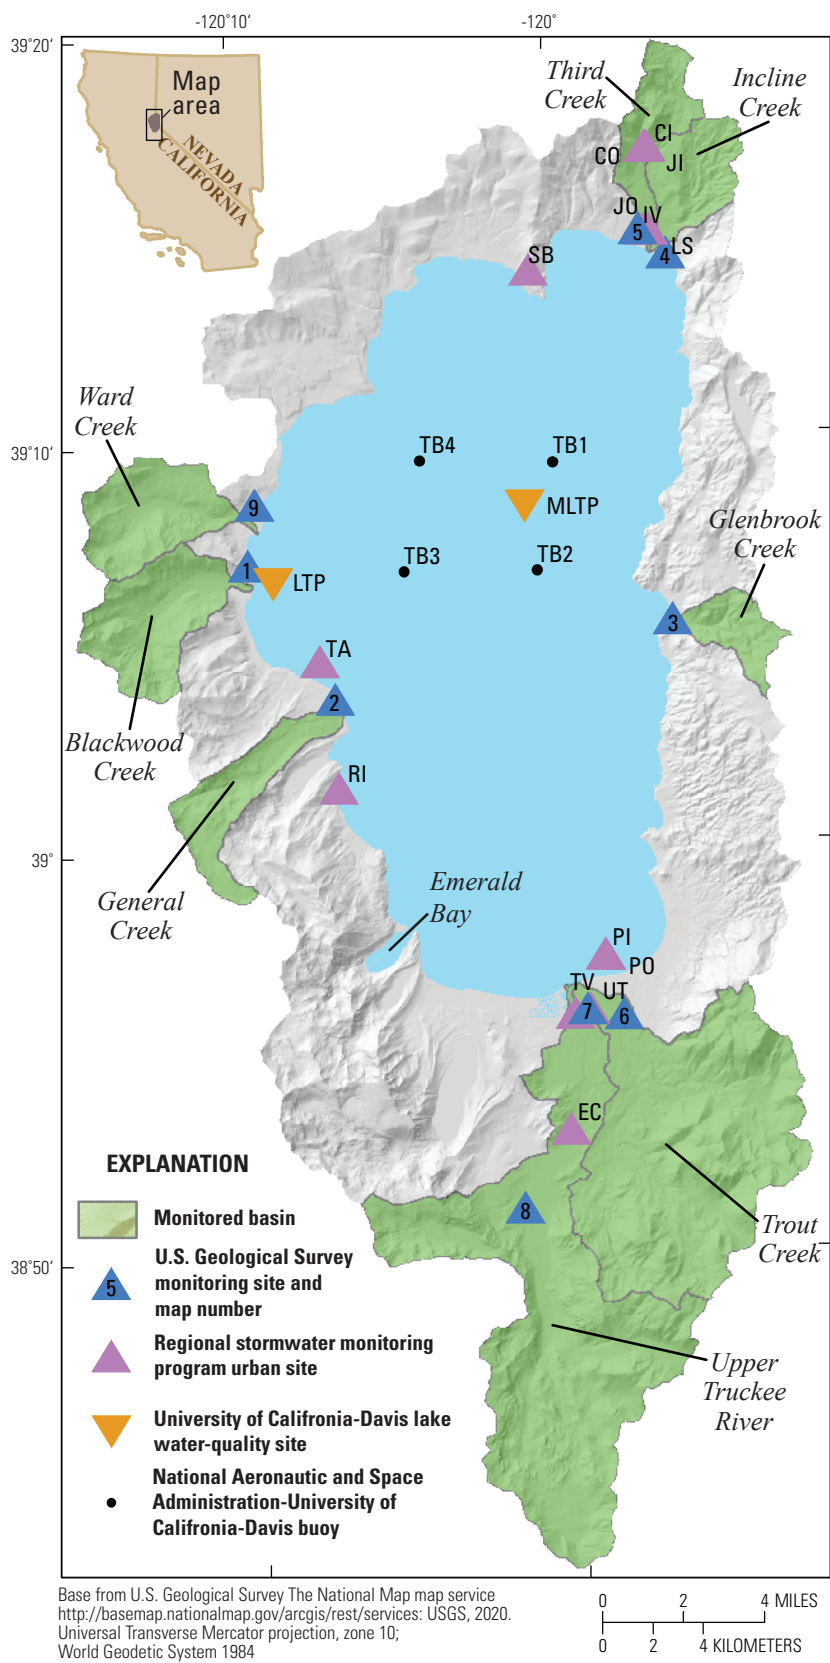 -120°10'
-120°
39°20'
Map
area
NEVADA
CALIFORNIA
Third
Creek
Incline
Creek
CI
CO
JI
JO
IV
5
LS
4
SB
Ward
Creek
39°10'
TB4
TB1
9
MLTP
Glenbrook
Creek
1
LTP
TB3
TB2
3
TA
2
Blackwood
Creek
RI
39°
General
Creek
Emerald
Bay
PI
PO
TV
UT
7
6
EC
EXPLANATION
8
Monitored basin
Trout
Creek
38°50'
5
U.S. Geological Survey
monitoring site and
map number
Regional stormwater monitoring
program urban site
Upper
Truckee
River
University of Califronia-Davis lake
water-quality site
National Aeronautic and Space
Administration-University of
Califronia-Davis buoy
Base from U.S. Geological Survey The National Map map service
http://basemap.nationalmap.gov/arcgis/rest/services: USGS, 2020.
Universal Transverse Mercator projection, zone 10;
World Geodetic System 1984
0 2 4 MILES
0 2 4 KILOMETERS